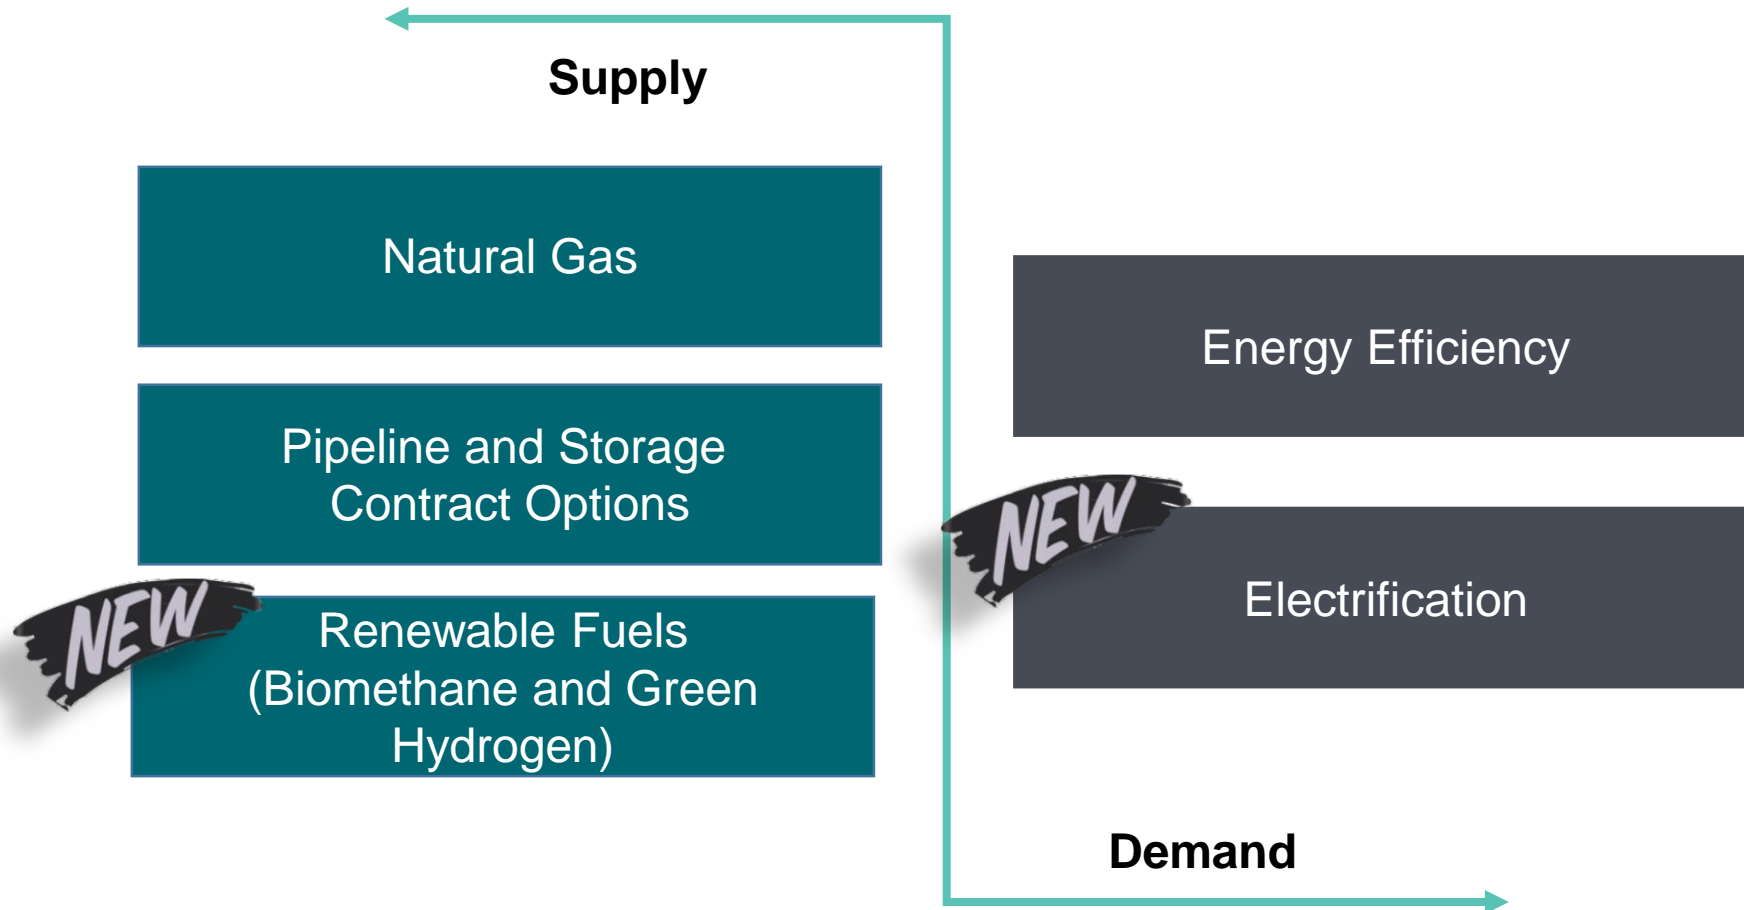 Supply
Natural Gas
Pipeline and Storage
Contract Options
NEW
Renewable Fuels
(Biomethane and Green
Hydrogen)
Energy Efficiency
NEW
Electrification
Demand